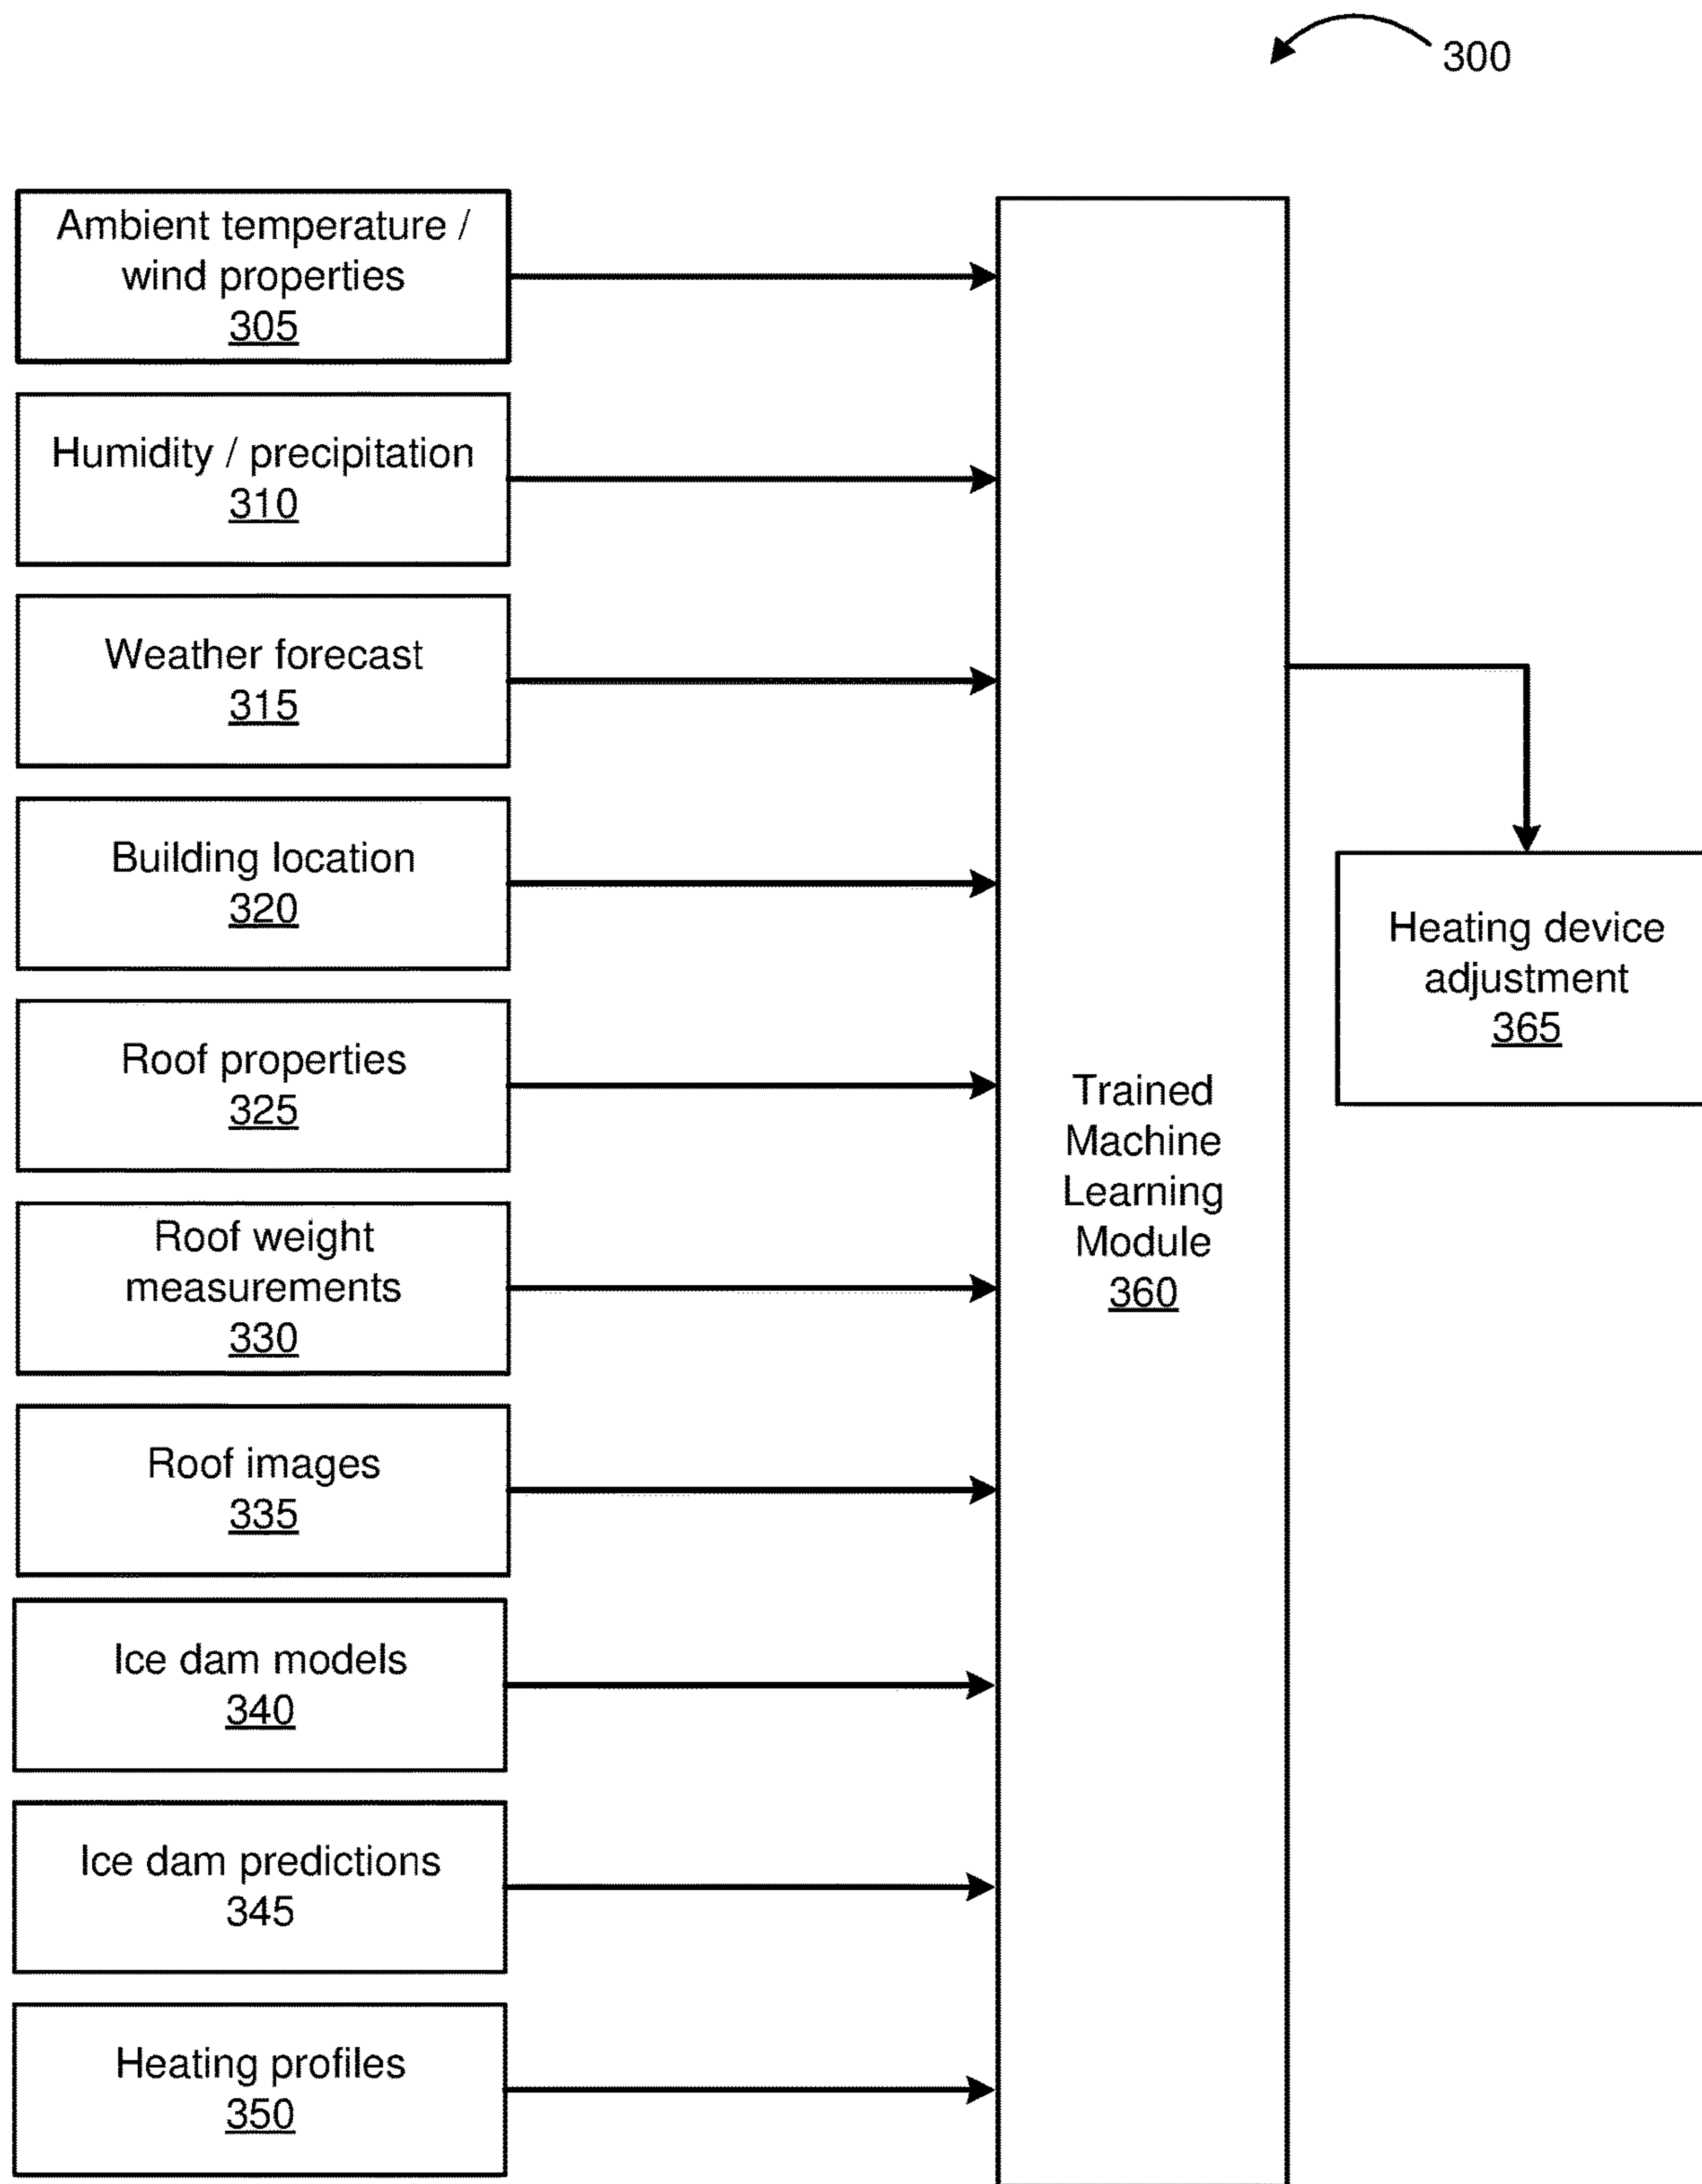 300
Ambient temperature /
wind properties
305
Humidity / precipitation
310
Weather forecast
315
Building location
320
Roof properties
325
Roof weight
measurements
330
Roof images
335
Ice dam models
340
Ice dam predictions
345
Heating profiles
350
Trained
Machine
Learning
Module
360
Heating device
adjustment
365